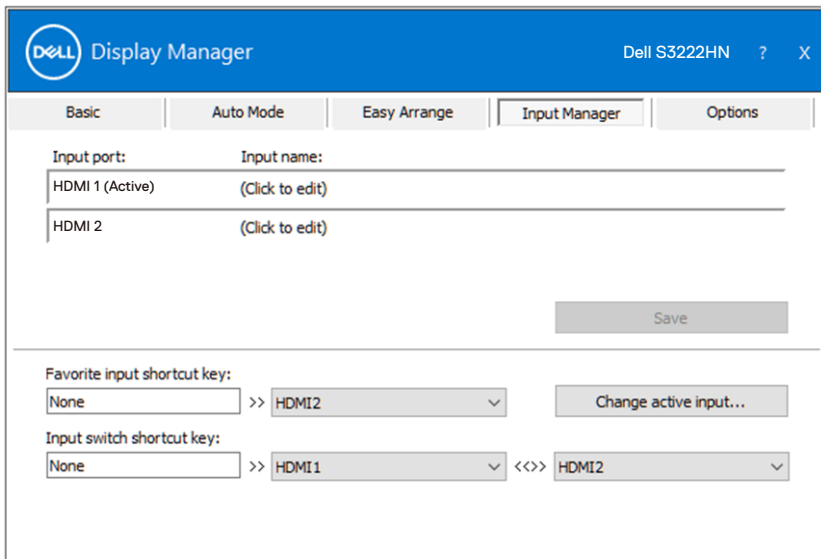 DELL Display Manager Dell S3222HN ? X
Basic Auto Mode Easy Arrange Input Manager Options
Input port: Input name:
HDMI 1 (Active) (Click to edit)
HDMI 2 (Click to edit)
Save
Favorite input shortcut key:
None >> HDMI2 Change active input...
Input switch shortcut key:
None >> HDMI1 <<>> HDMI2